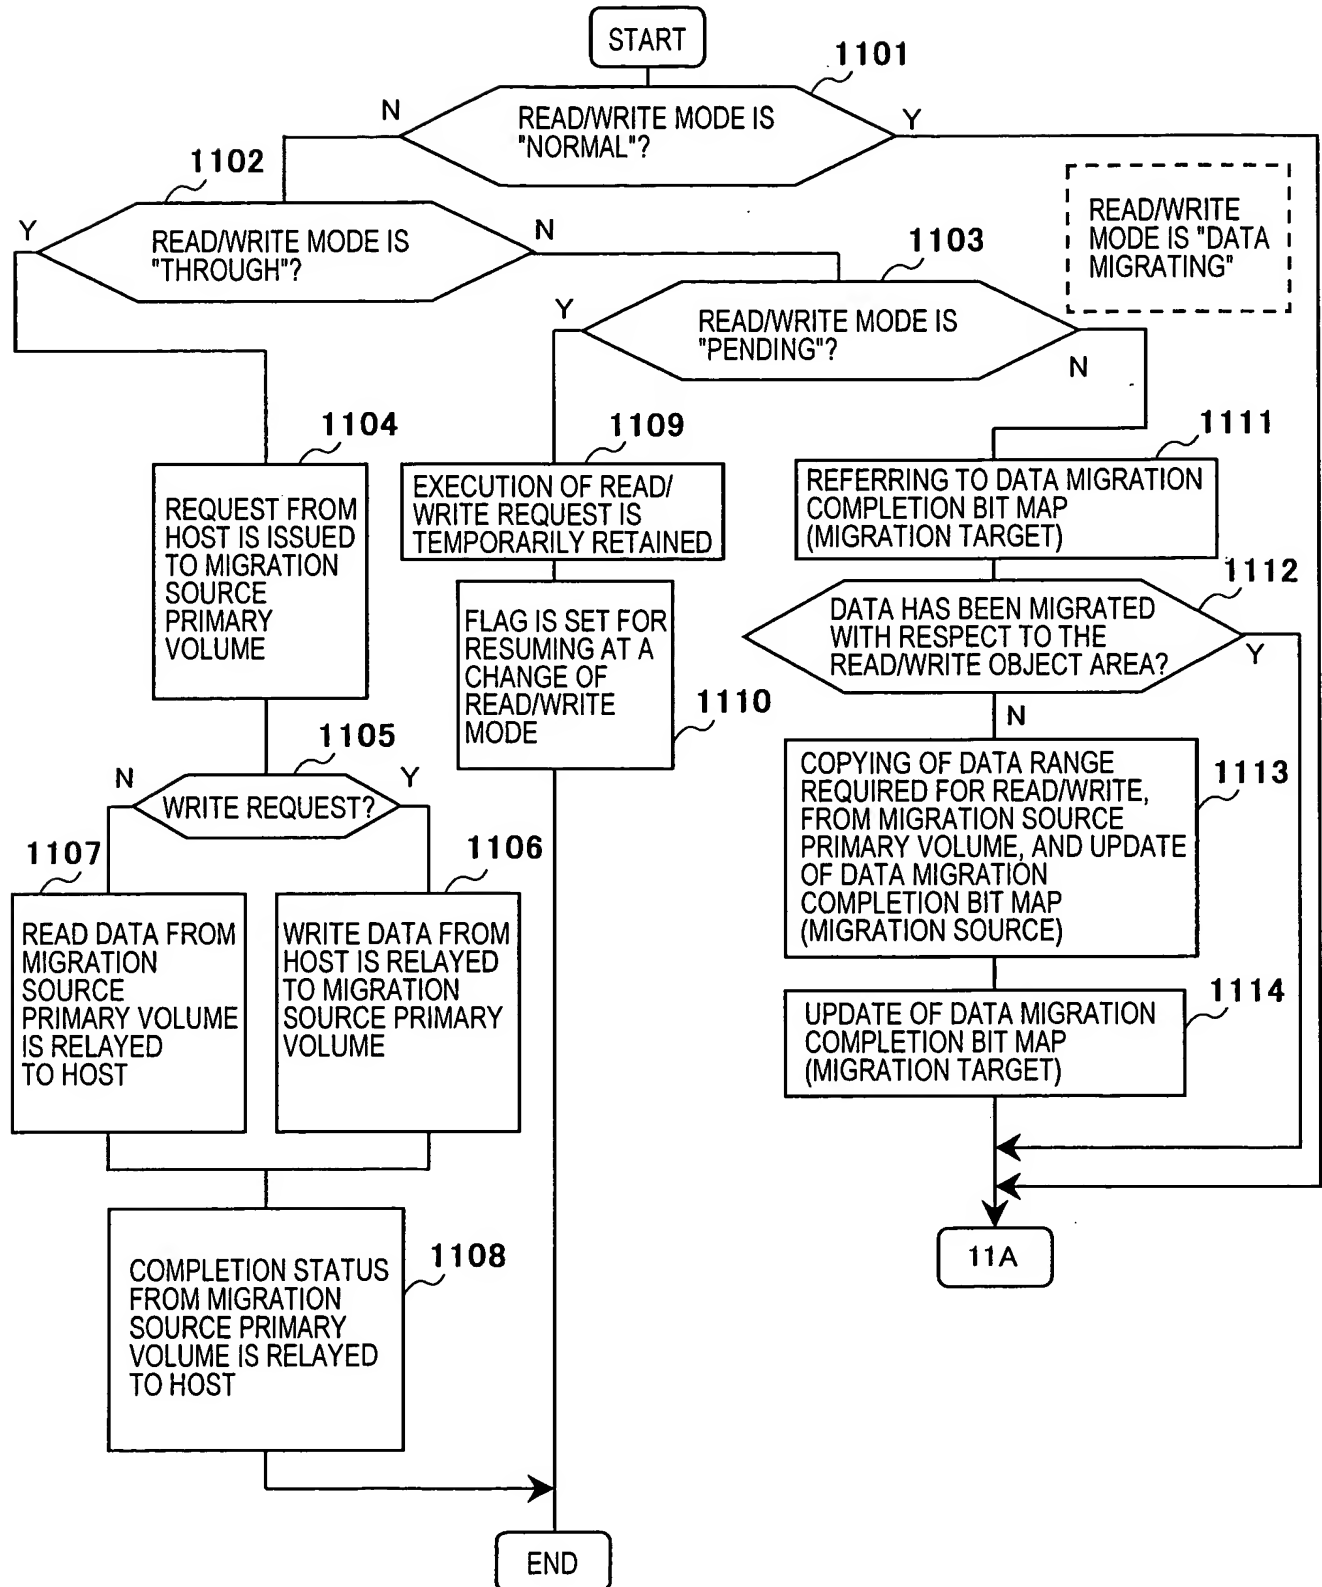 START
1101
N
READ/WRITE MODE IS
"NORMAL"?
Y
1102
Y
READ/WRITE MODE IS
"THROUGH"?
N
1103
READ/WRITE
MODE IS "DATA
MIGRATING"
Y
READ/WRITE MODE IS
"PENDING"?
N
1104
REQUEST FROM
HOST IS ISSUED
TO MIGRATION
SOURCE
PRIMARY
VOLUME
1109
EXECUTION OF READ/
WRITE REQUEST IS
TEMPORARILY RETAINED
1111
REFERRING TO DATA MIGRATION
COMPLETION BIT MAP
(MIGRATION TARGET)
FLAG IS SET FOR
RESUMING AT A
CHANGE OF
READ/WRITE
MODE
1110
1112
DATA HAS BEEN MIGRATED
WITH RESPECT TO THE
READ/WRITE OBJECT AREA?
Y
N
1105
N
WRITE REQUEST?
Y
1113
COPYING OF DATA RANGE
REQUIRED FOR READ/WRITE,
FROM MIGRATION SOURCE
PRIMARY VOLUME, AND UPDATE
OF DATA MIGRATION
COMPLETION BIT MAP
(MIGRATION SOURCE)
1107
READ DATA FROM
MIGRATION
SOURCE
PRIMARY VOLUME
IS RELAYED
TO HOST
1106
WRITE DATA FROM
HOST IS RELAYED
TO MIGRATION
SOURCE PRIMARY
VOLUME
1114
UPDATE OF DATA MIGRATION
COMPLETION BIT MAP
(MIGRATION TARGET)
1108
COMPLETION STATUS
FROM MIGRATION
SOURCE PRIMARY
VOLUME IS RELAYED
TO HOST
11A
END